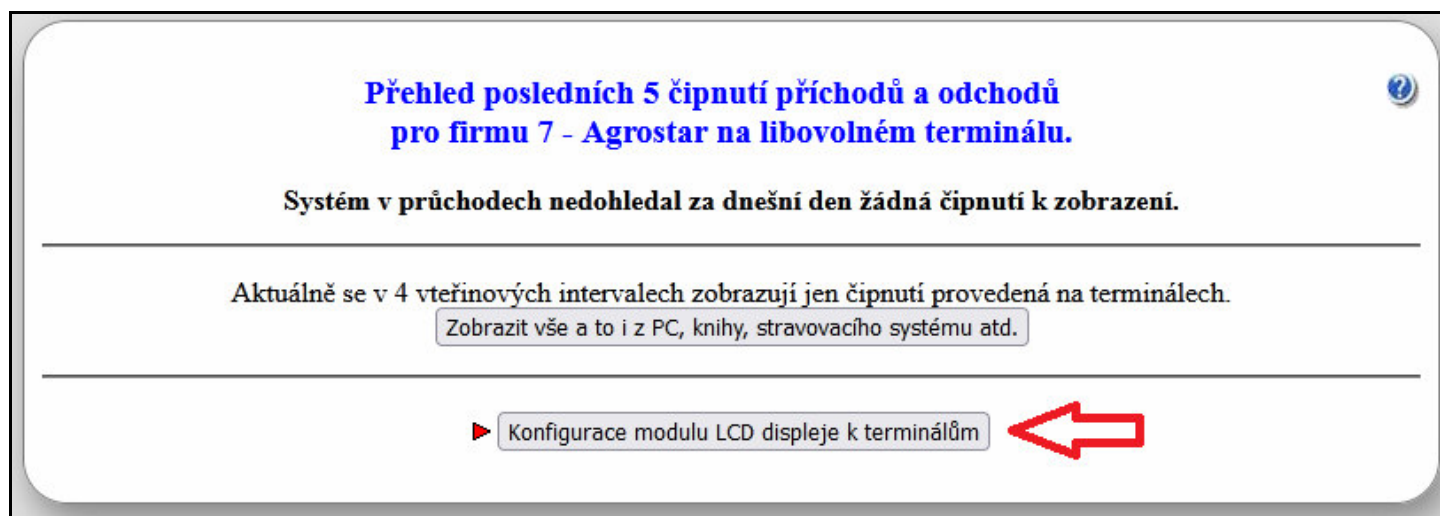 Přehled posledních 5 čipnutí příchodů a odchodů
pro firmu 7 - Agrostar na libovolném terminálu.
?
Systém v průchodech nedohledal za dnešní den žádná čipnutí k zobrazení.
Aktuálně se v 4 vteřinových intervalech zobrazují jen čipnutí provedená na terminálech.
Zobrazit vše a to i z PC, knihy, stravovacího systému atd.
Konfigurace modulu LCD displeje k terminálům